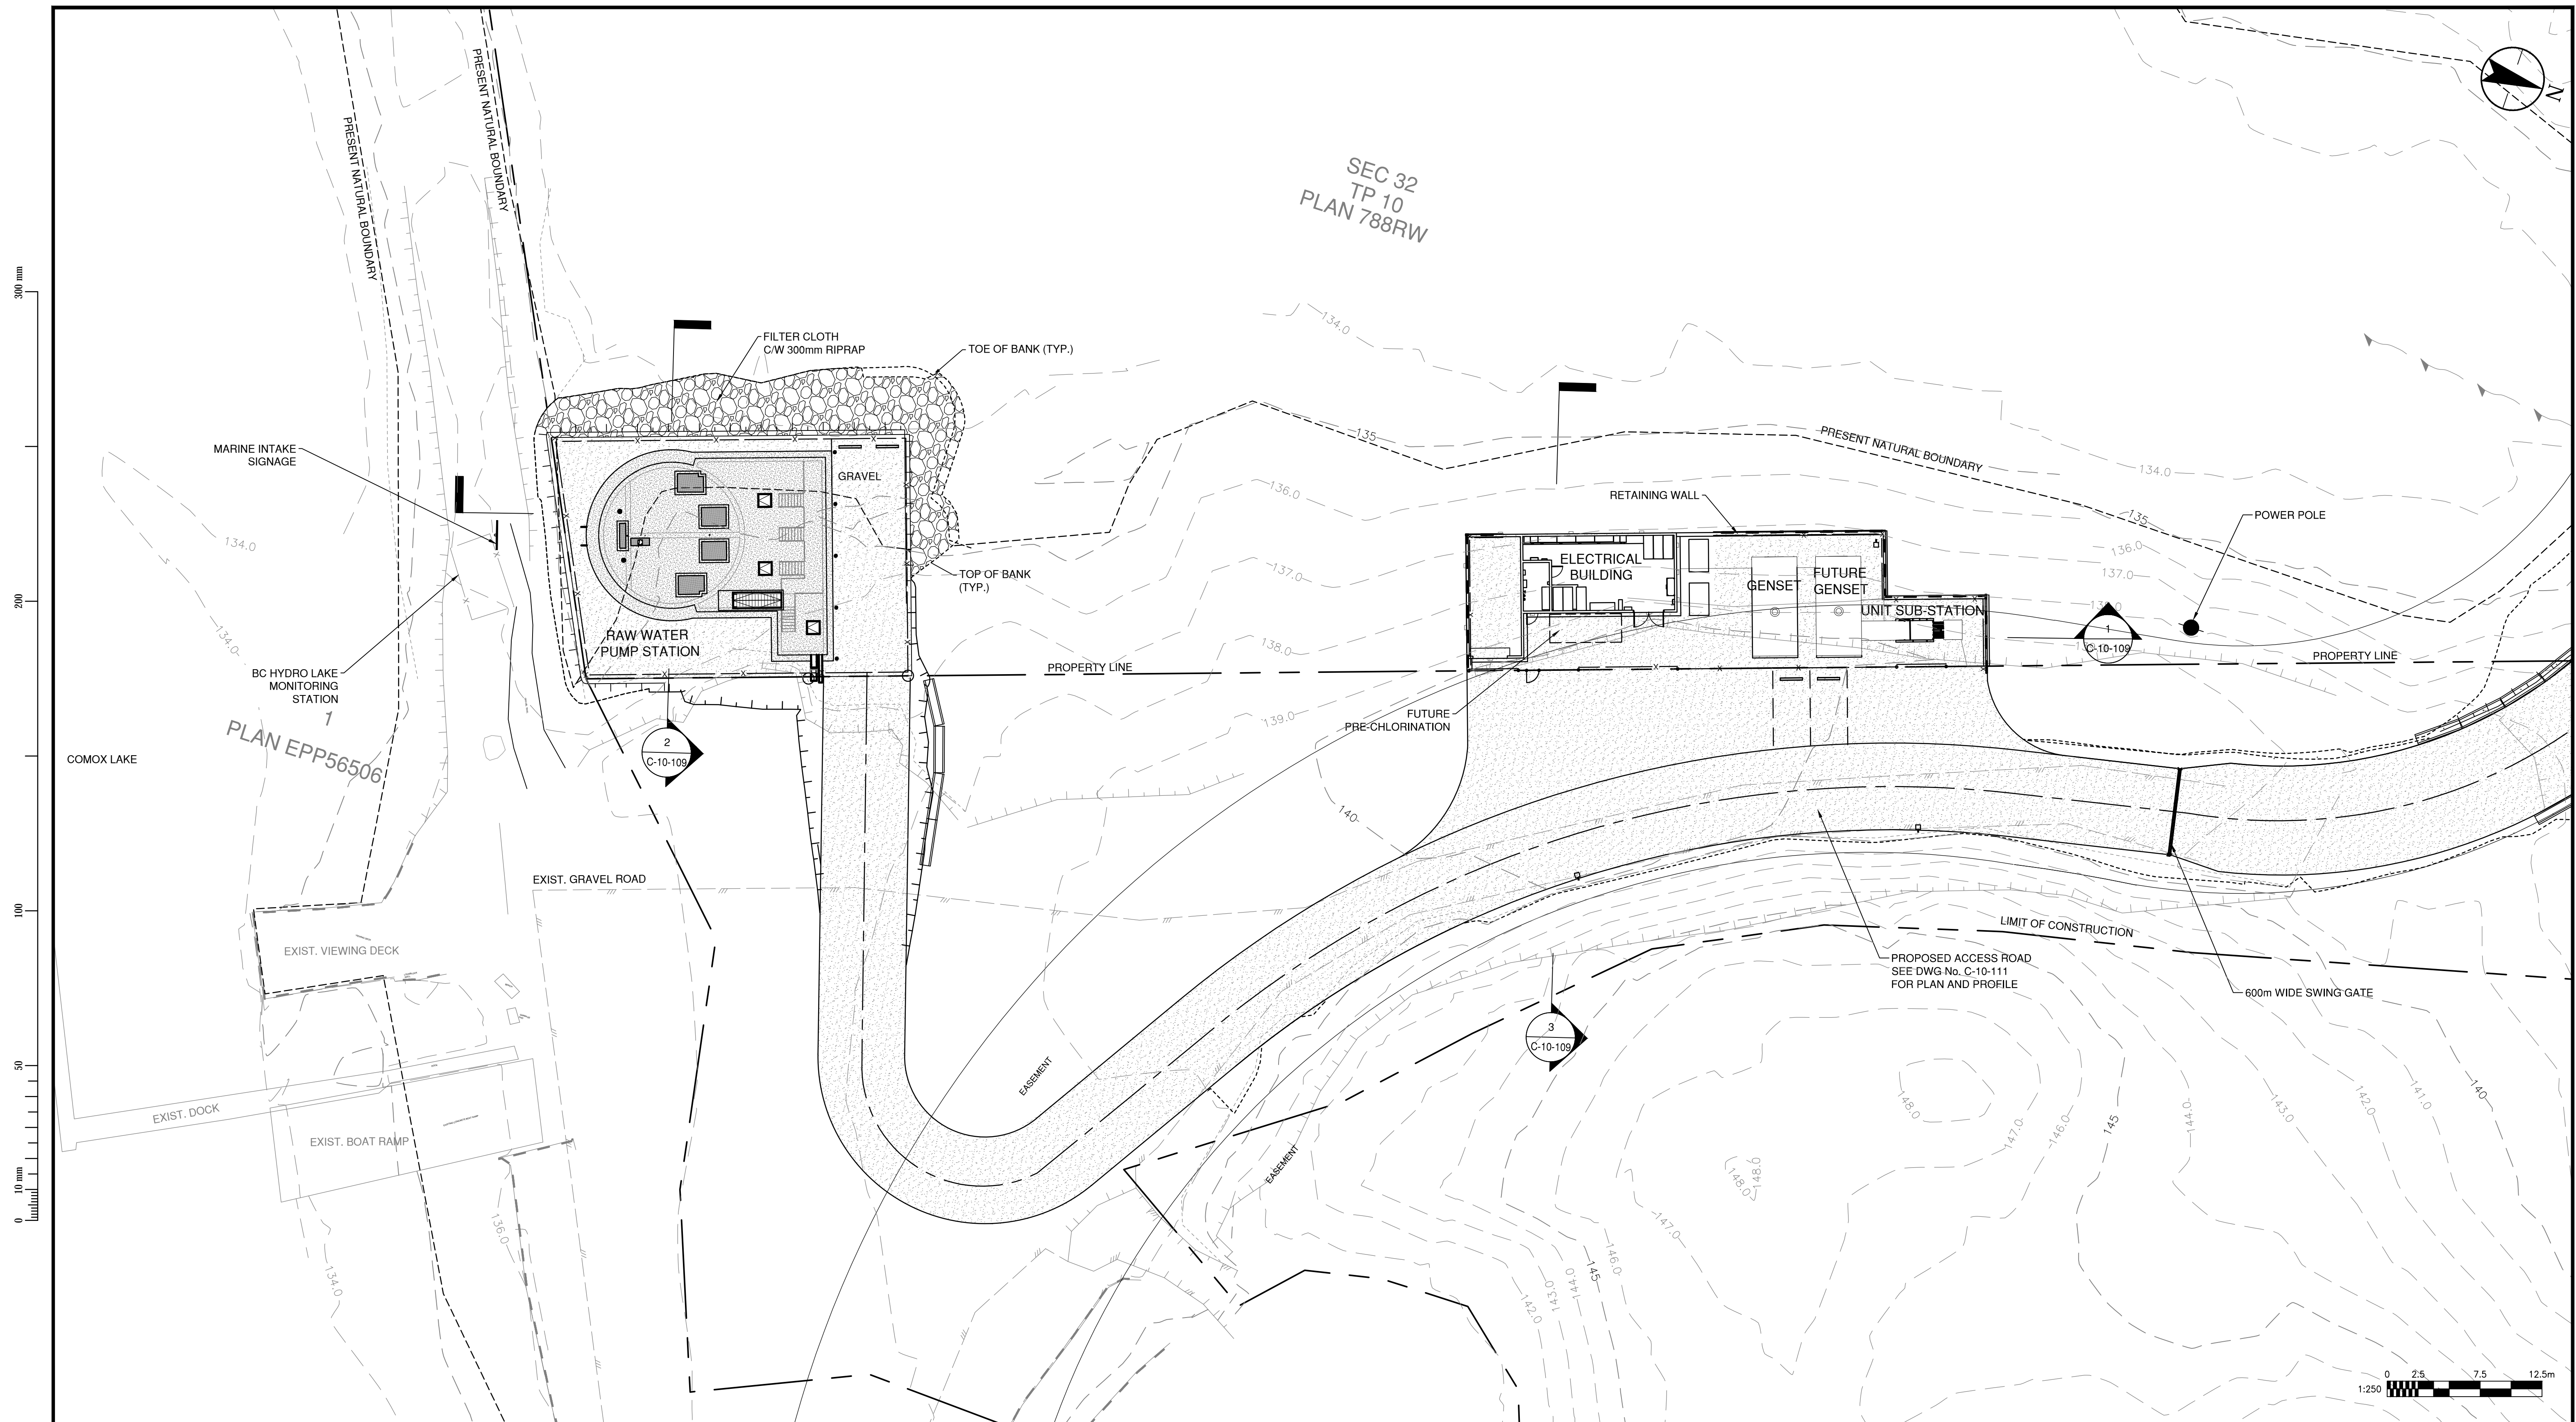 PRESENT NATURAL BOUNDARY
PRESENT NATURAL BOUNDARY
N
SEC 32
TP 10
PLAN 788RW
300 mm
200
100
50
10 mm
0
FILTER CLOTH
C/W 300mm RIPRAP
TOE OF BANK (TYP.)
134.0
135
PRESENT NATURAL BOUNDARY
134.0
MARINE INTAKE
SIGNAGE
GRAVEL
136.0
RETAINING WALL
135
POWER POLE
134.0
136.0
137.0
137.0
138.0
TOP OF BANK
(TYP.)
ELECTRICAL
BUILDING
GENSET
FUTURE
GENSET
UNIT SUB-STATION
134.0
RAW WATER
PUMP STATION
138.0
1
C-10-109
PROPERTY LINE
PROPERTY LINE
BC HYDRO LAKE
MONITORING
STATION
139.0
FUTURE
PRE-CHLORINATION
1
PLAN EPP56506
2
C-10-109
COMOX LAKE
140
EXIST. GRAVEL ROAD
EXIST. VIEWING DECK
LIMIT OF CONSTRUCTION
PROPOSED ACCESS ROAD
SEE DWG No. C-10-111
FOR PLAN AND PROFILE
600m WIDE SWING GATE
3
C-10-109
EASEMENT
EASEMENT
EXIST. DOCK
EXIST. BOAT RAMP
148.0
147.0
146.0
145
144.0
143.0
142.0
141.0
140
148.0
148.0
147.0
136.0
134.0
146.0
145
144.0
143.0
142.0
0 2.5 7.5 12.5m
1:250